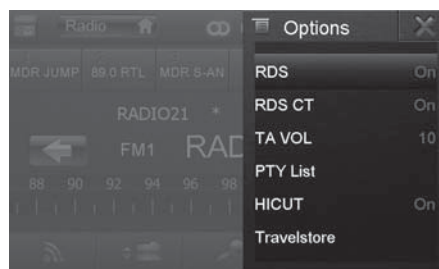 Radio
Options
MDR JUMP 89.0 RTL MDR S-AN
RDS On
RADIO21 *
RDS CT On
FM1 RAD
TA VOL 10
PTY List
88 90 92 94 96 98
HICUT On
Travelstore